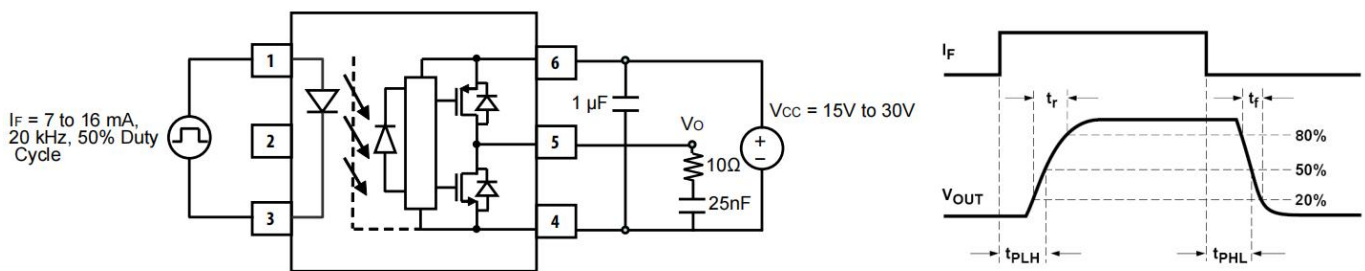 IF = 7 to 16 mA,
20 kHz, 50% Duty
Cycle
1
2
3
6
5
4
1 µF
VO
10Ω
25nF
VCC = 15V to 30V
+
−
IF
tr
tf
80%
50%
20%
VOUT
tPLH
tPHL